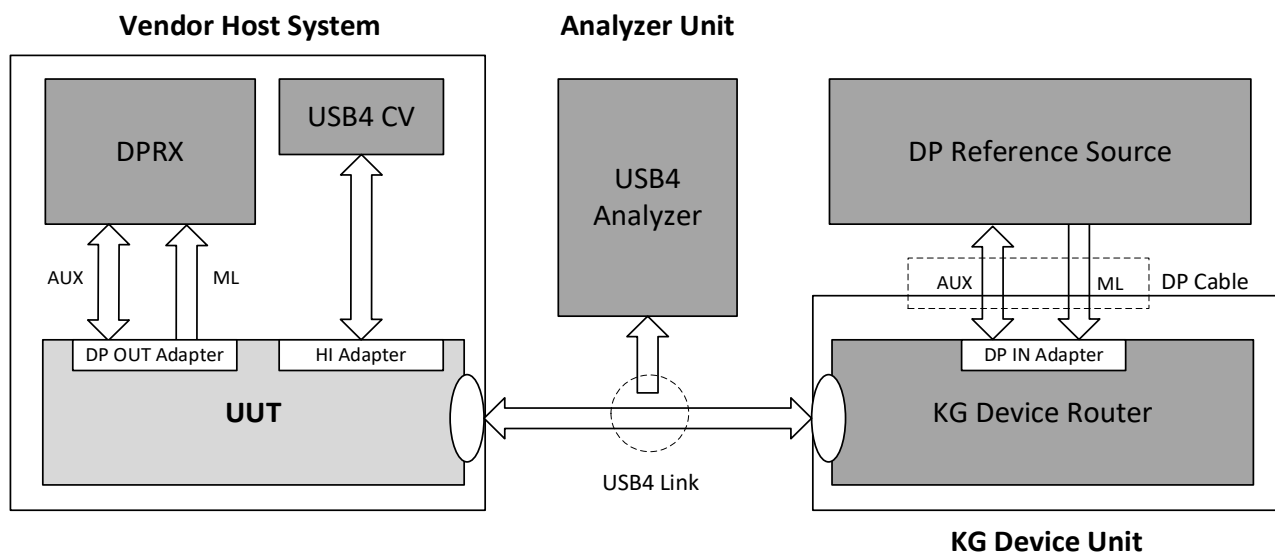 Vendor Host System
Analyzer Unit
DPRX
USB4 CV
USB4
Analyzer
DP Reference Source
AUX
ML
AUX
ML
DP Cable
DP OUT Adapter
HI Adapter
DP IN Adapter
UUT
KG Device Router
USB4 Link
KG Device Unit